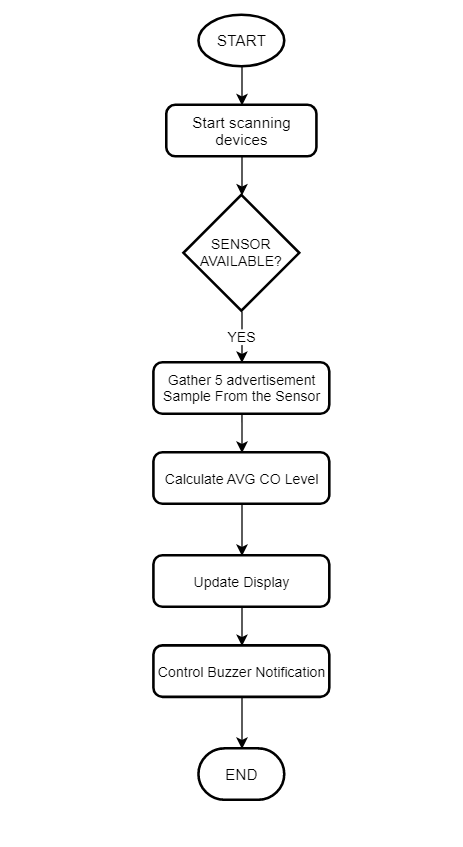 START
Start scanning
devices
SENSOR
AVAILABLE?
YES
Gather 5 advertisement
Sample From the Sensor
Calculate AVG CO Level
Update Display
Control Buzzer Notification
END